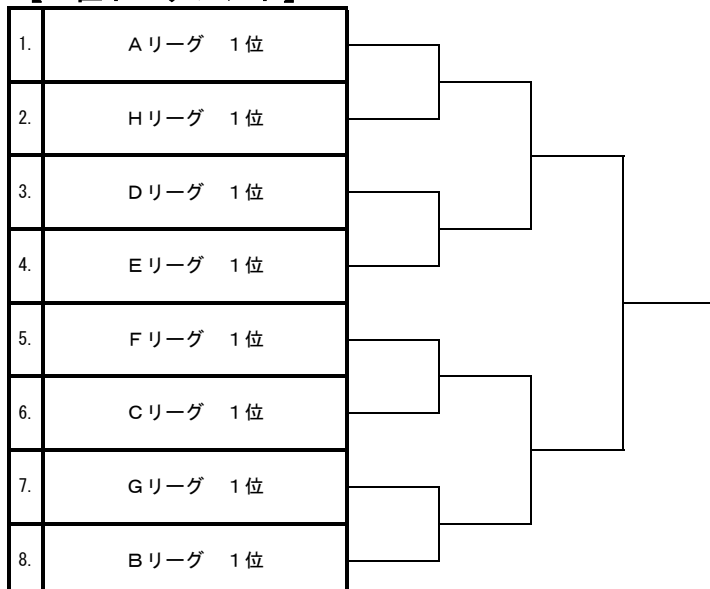 1. Aリーグ 1位
2. Hリーグ 1位
3. Dリーグ 1位
4. Eリーグ 1位
5. Fリーグ 1位
6. Cリーグ 1位
7. Gリーグ 1位
8. Bリーグ 1位